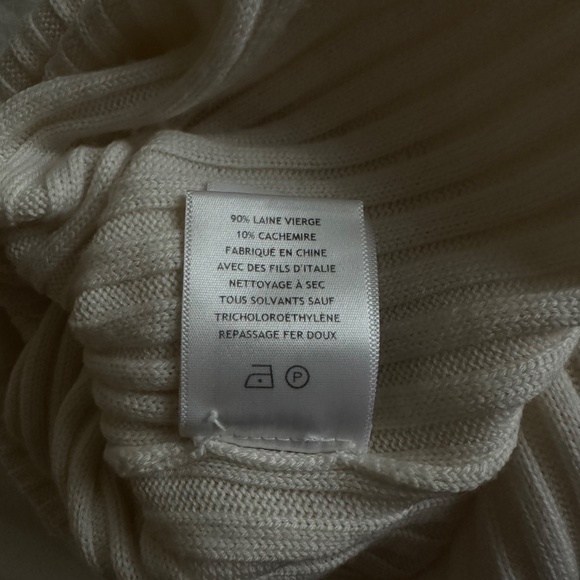 90% LAINE VIERGE
10% CACHEMIRE
FABRIQUÉ EN CHINE
AVEC DES FILS D'ITALIE
NETTOYAGE À SEC
TOUS SOLVANTS SAUF
TRICHOLOROÉTHYLÈNE
REPASSAGE FER DOUX
P